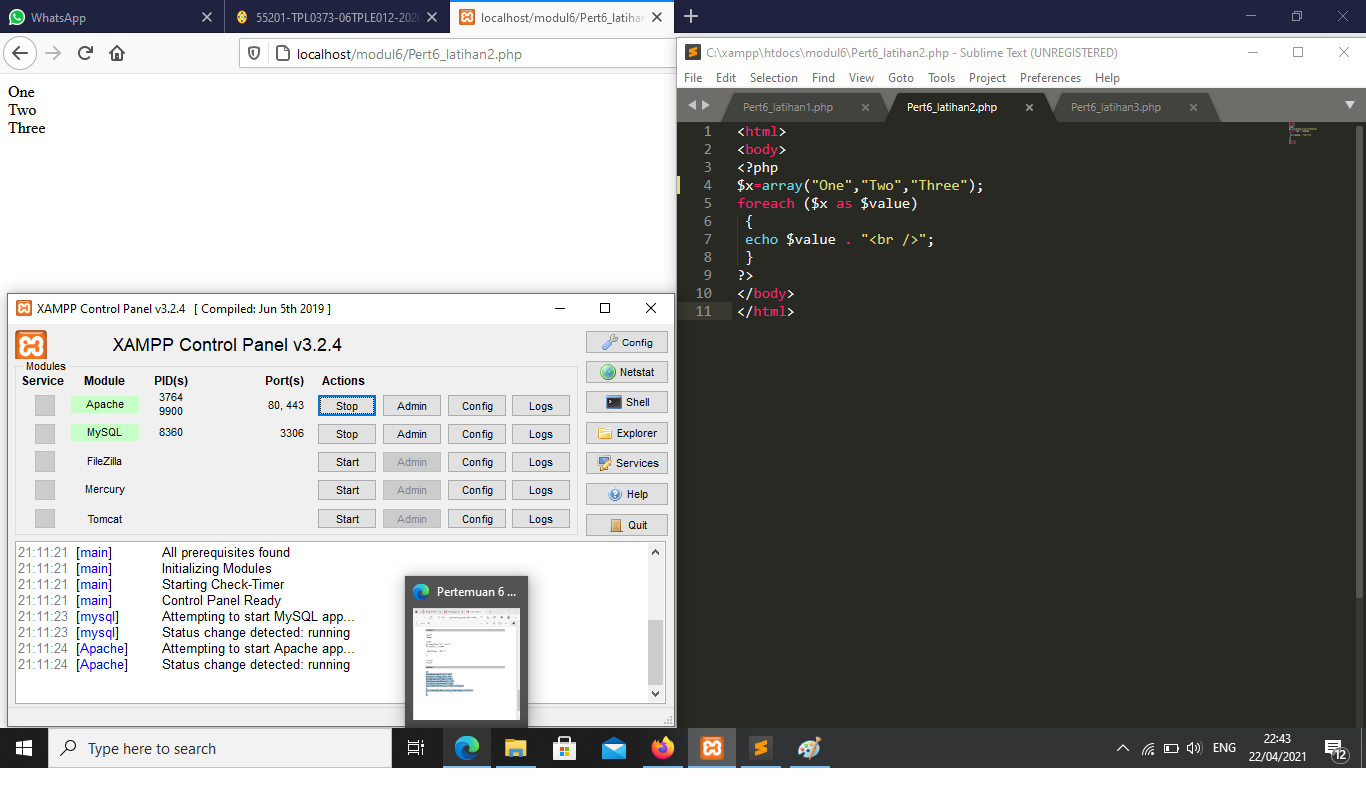 WhatsApp
55201-TPL0373-06TPLE012-202
localhost/modul6/Pert6_latihan
localhost/modul6/Pert6_latihan2.php
One
Two
Three
C:\xampp\htdocs\modul6\Pert6_latihan2.php - Sublime Text (UNREGISTERED)
File Edit Selection Find View Goto Tools Project Preferences Help
Pert6_latihan1.php
Pert6_latihan2.php
Pert6_latihan3.php
1 <html>
2 <body>
3 <?php
4 $x=array("One","Two","Three");
5 foreach ($x as $value)
6 {
7 echo $value . "<br />";
8 }
9 ?>
10 </body>
11 </html>
XAMPP Control Panel v3.2.4 [ Compiled: Jun 5th 2019 ]
XAMPP Control Panel v3.2.4
Modules
Service Module PID(s) Port(s) Actions
Apache 3764 9900 80, 443 Stop Admin Config Logs
MySQL 8360 3306 Stop Admin Config Logs
FileZilla Start Admin Config Logs
Mercury Start Admin Config Logs
Tomcat Start Admin Config Logs
Config
Netstat
Shell
Explorer
Services
Help
Quit
21:11:21 [main] All prerequisites found
21:11:21 [main] Initializing Modules
21:11:21 [main] Starting Check-Timer
21:11:21 [main] Control Panel Ready
21:11:23 [mysql] Attempting to start MySQL app...
21:11:23 [mysql] Status change detected: running
21:11:24 [Apache] Attempting to start Apache app...
21:11:24 [Apache] Status change detected: running
Pertemuan 6 ...
Type here to search
ENG
22:43
22/04/2021
12